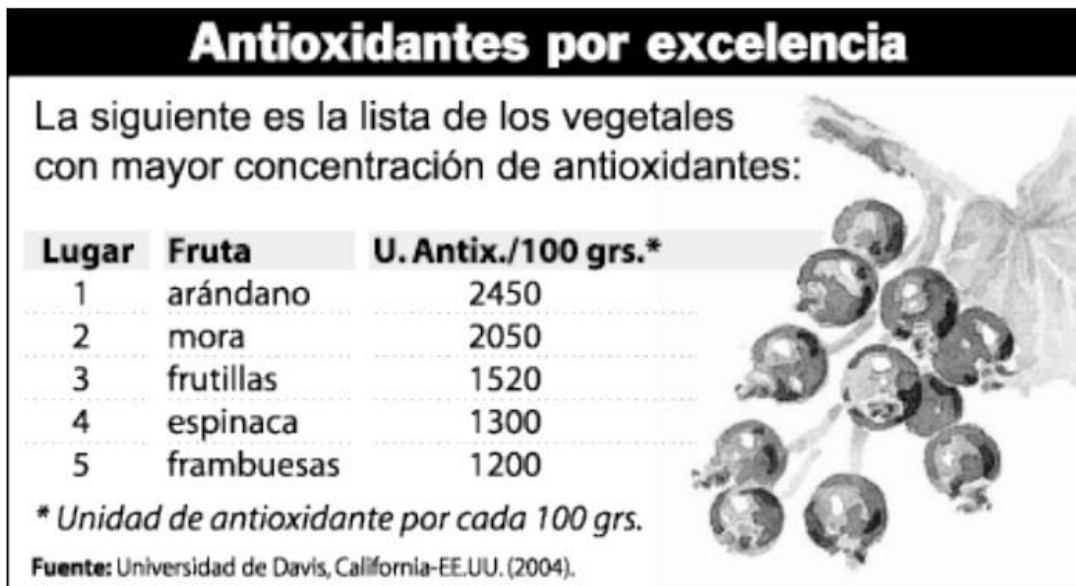 Antioxidantes por excelencia
La siguiente es la lista de los vegetales
con mayor concentración de antioxidantes:
Lugar Fruta U. Antix./100 grs.*
1 arándano 2450
2 mora 2050
3 frutillas 1520
4 espinaca 1300
5 frambuesas 1200
* Unidad de antioxidante por cada 100 grs.
Fuente: Universidad de Davis, California-EE.UU. (2004).